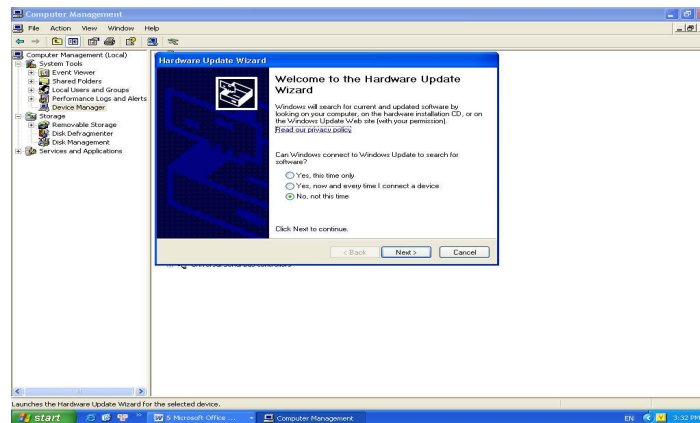 Computer Management
File Action View Window Help
Computer Management (Local)
System Tools
Event Viewer
Shared Folders
Local Users and Groups
Performance Logs and Alerts
Device Manager
Storage
Removable Storage
Disk Defragmenter
Disk Management
Services and Applications
Hardware Update Wizard
Welcome to the Hardware Update
Wizard
Windows will search for current and updated software by
looking on your computer, on the hardware installation CD, or on
the Windows Update Web site (with your permission).
Read our privacy policy
Can Windows connect to Windows Update to search for
software?
Yes, this time only
Yes, now and every time I connect a device
No, not this time
Click Next to continue.
< Back Next > Cancel
Launches the Hardware Update Wizard for the selected device.
start
5 Microsoft Office ...
Computer Management
EN
3:32 PM